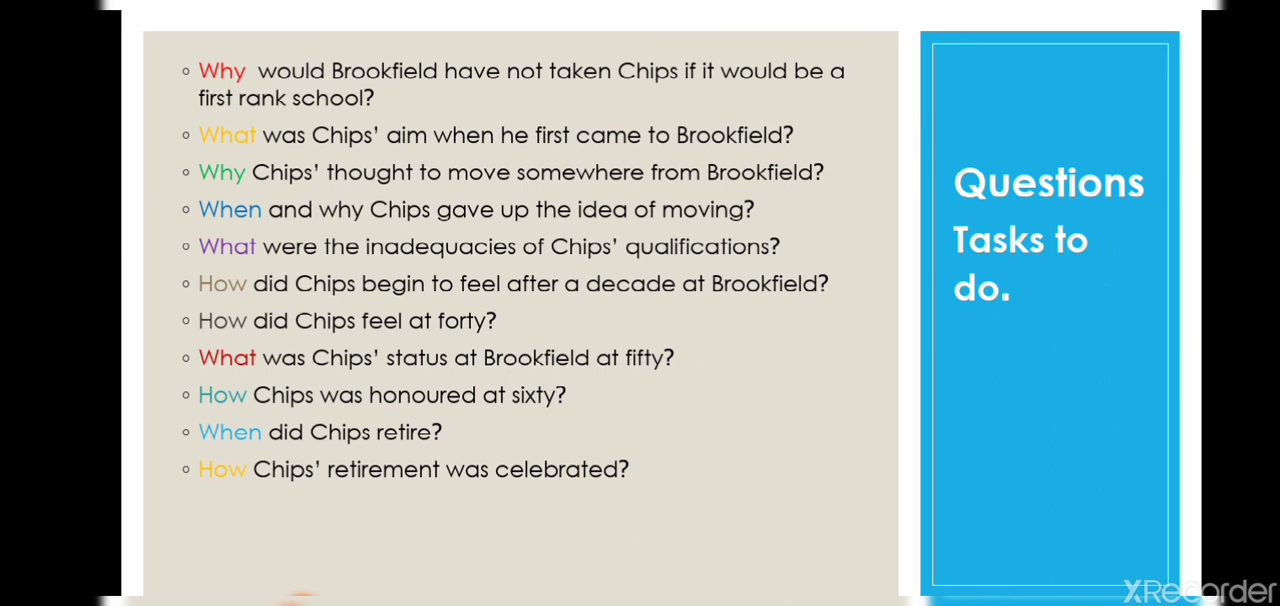 Why would Brookfield have not taken Chips if it would be a
first rank school?
What was Chips' aim when he first came to Brookfield?
Why Chips' thought to move somewhere from Brookfield?
When and why Chips gave up the idea of moving?
What were the inadequacies of Chips' qualifications?
How did Chips begin to feel after a decade at Brookfield?
How did Chips feel at forty?
What was Chips' status at Brookfield at fifty?
How Chips was honoured at sixty?
When did Chips retire?
How Chips' retirement was celebrated?
Questions
Tasks to
do.
XRecorder